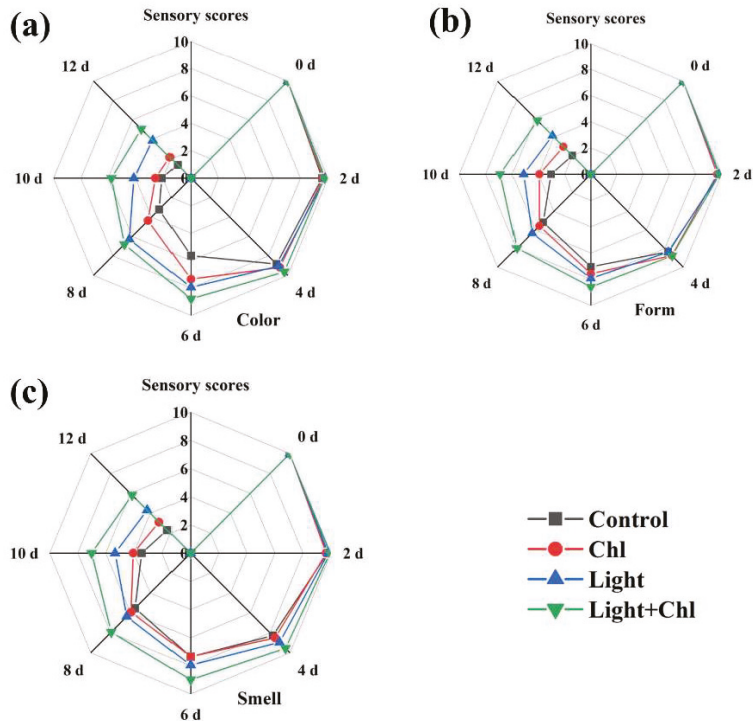 (a)
Sensory scores
10
8
6
4
2
0
0 d
2 d
4 d
6 d
8 d
10 d
12 d
Color
(b)
Sensory scores
10
8
6
4
2
0
0 d
2 d
4 d
6 d
8 d
10 d
12 d
Form
(c)
Sensory scores
10
8
6
4
2
0
0 d
2 d
4 d
6 d
8 d
10 d
12 d
Smell
Control
Chl
Light
Light+Chl